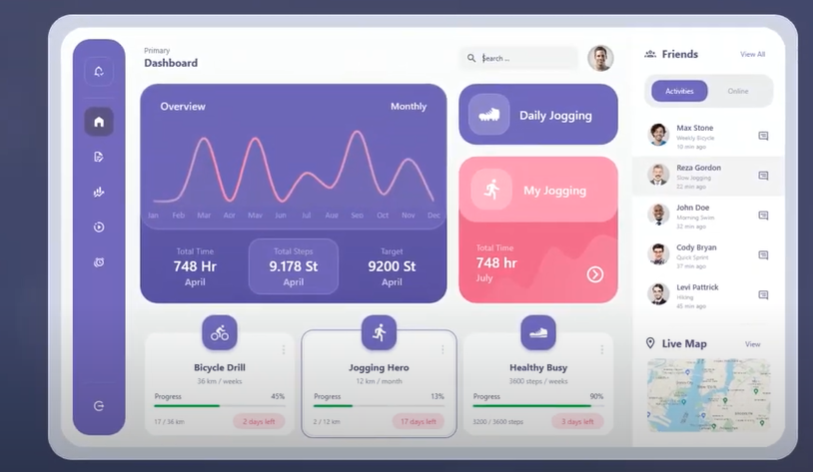 Primary
Dashboard
Search ...
Overview
Monthly
Jan Feb Mar Apr May Jun Jul Aug Sep Oct Nov Dec
Total Time
748 Hr
April
Total Steps
9.178 St
April
Target
9200 St
April
Daily Jogging
My Jogging
Total Time
748 hr
July
Bicycle Drill
36 km / weeks
Progress 45%
17 / 36 km
2 days left
Jogging Hero
12 km / month
Progress 13%
2 / 12 km
17 days left
Healthy Busy
3600 steps / weeks
Progress 90%
3200 / 3600 steps
3 days left
Friends
View All
Activities
Online
Max Stone
Weekly Bicycle
10 min ago
Reza Gordon
Slow Jogging
22 min ago
John Doe
Morning Swim
32 min ago
Cody Bryan
Quick Sprint
37 min ago
Levi Pattrick
Hiking
45 min ago
Live Map
View